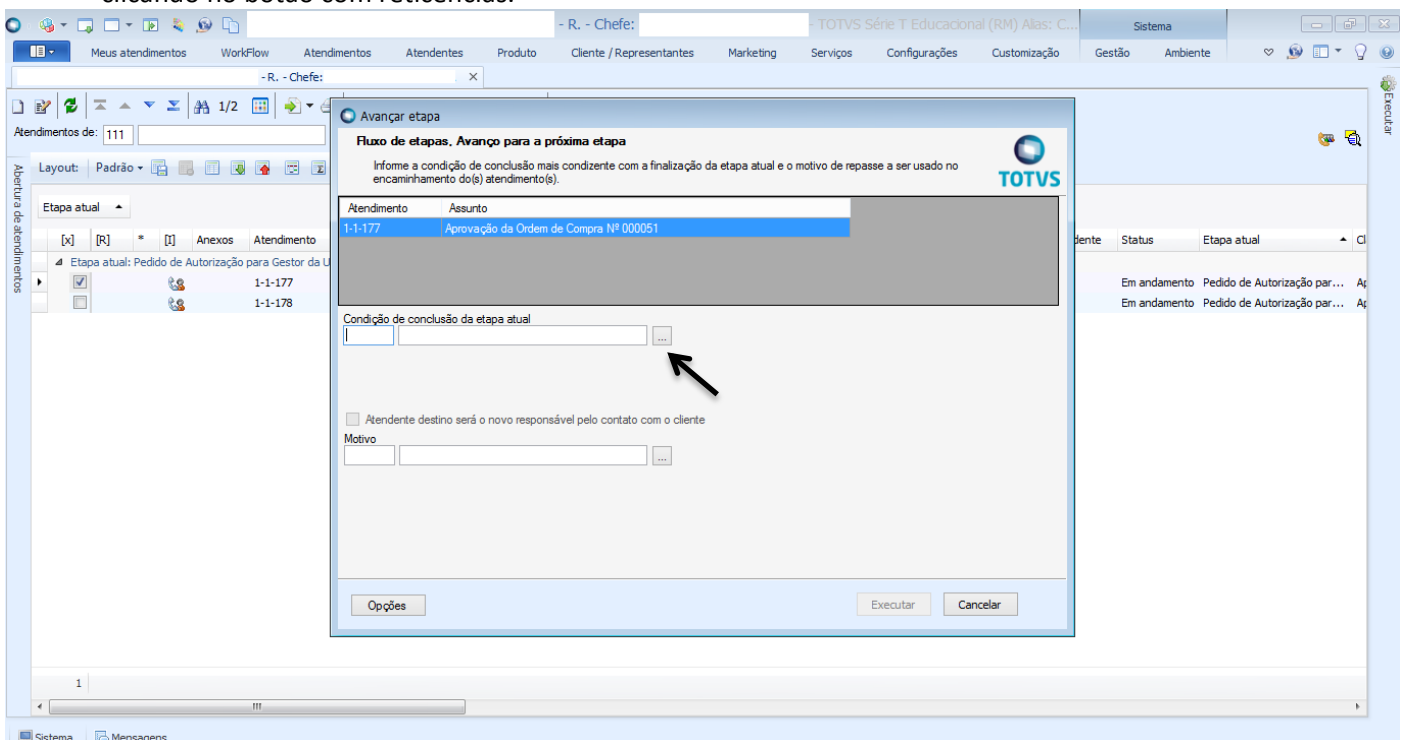 clicando no botão com reticências.
- R. - Chefe: - TOTVS Série T Educacional (RM) Alias: C... Sistema
Meus atendimentos WorkFlow Atendimentos Atendentes Produto Cliente / Representantes Marketing Serviços Configurações Customização Gestão Ambiente
- R. - Chefe:
1/2
Executar
Atendimentos de: 111
Layout: Padrão
Abertura de atendimentos
Etapa atual
[x] [R] * [I] Anexos Atendimento dente Status Etapa atual Cl
Etapa atual: Pedido de Autorização para Gestor da U
1-1-177 Em andamento Pedido de Autorização par... Ap
1-1-178 Em andamento Pedido de Autorização par... Ap
Avançar etapa
Fluxo de etapas, Avanço para a próxima etapa
Informe a condição de conclusão mais condizente com a finalização da etapa atual e o motivo de repasse a ser usado no
encaminhamento do(s) atendimento(s).
TOTVS
Atendimento Assunto
1-1-177 Aprovação da Ordem de Compra Nº 000051
Condição de conclusão da etapa atual
...
Atendente destino será o novo responsável pelo contato com o cliente
Motivo
...
Opções Executar Cancelar
1
Sistema Mensagens